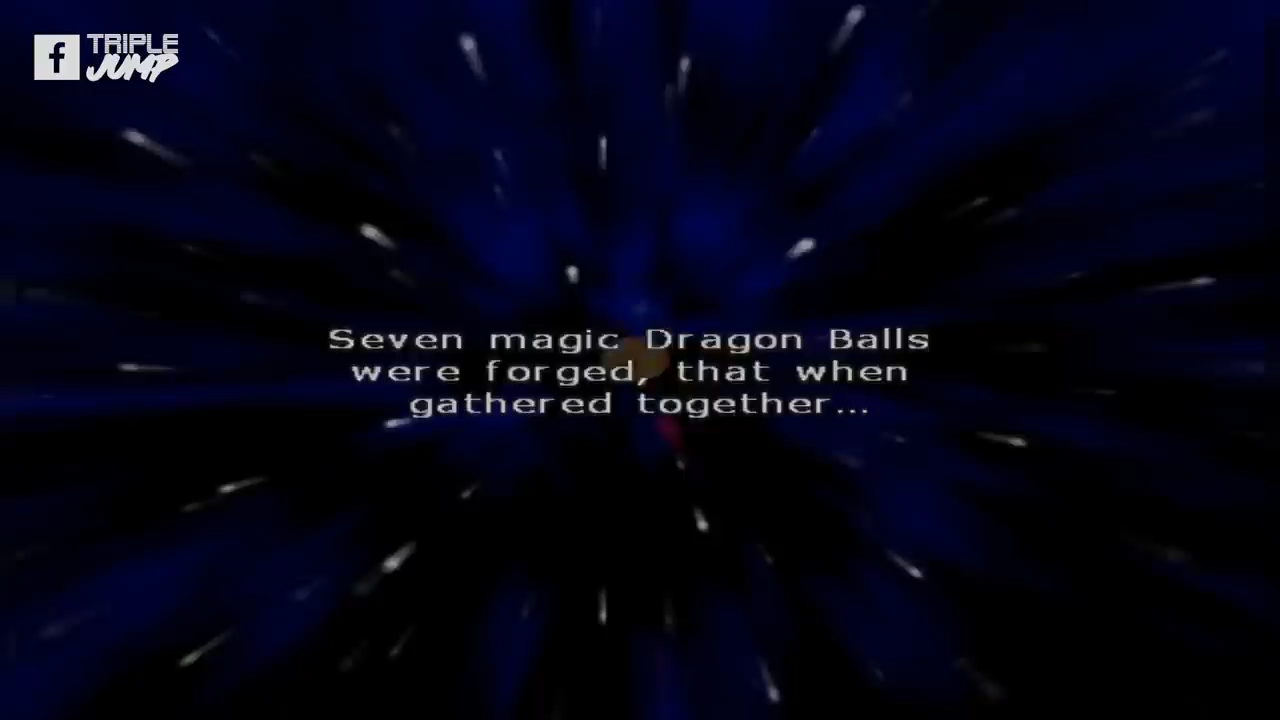 f TRIPLE
JUMP
Seven magic Dragon Balls
were forged, that when
gathered together...